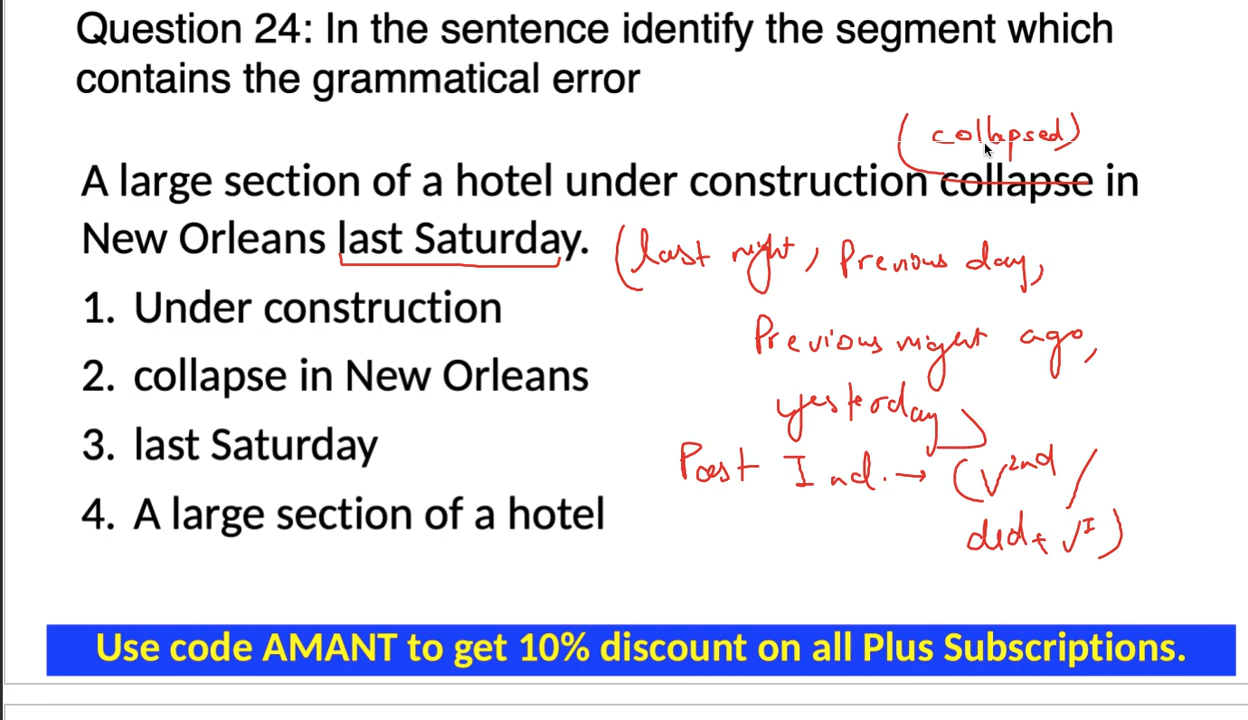 Question 24: In the sentence identify the segment which
contains the grammatical error
(collapsed)
A large section of a hotel under construction collapse in
New Orleans last Saturday. (last night, Previous day,
1. Under construction
Previous night ago,
2. collapse in New Orleans
yesterday)
3. last Saturday
Past Ind. → (V2nd /
4. A large section of a hotel
did + VI)
Use code AMANT to get 10% discount on all Plus Subscriptions.